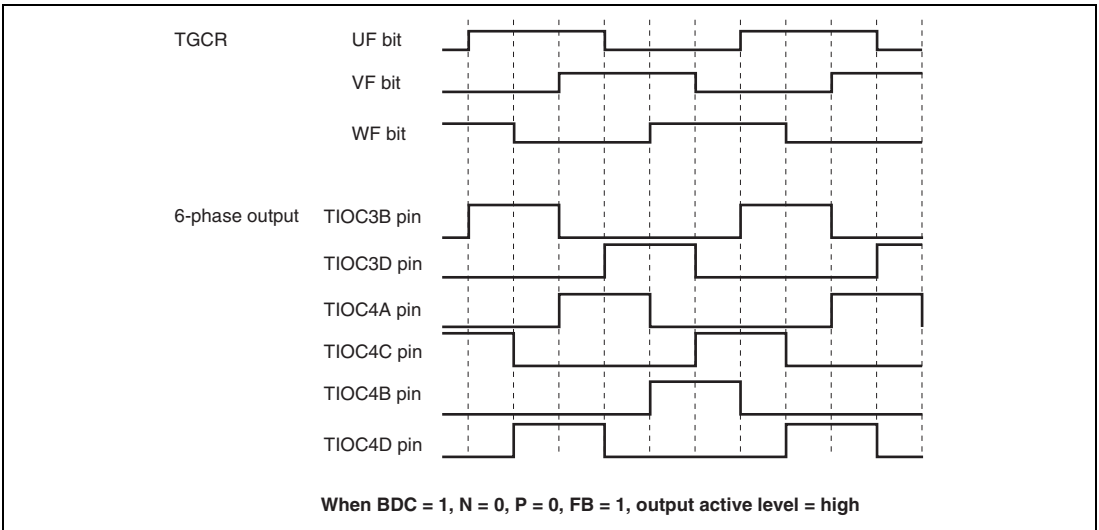 TGCR UF bit
VF bit
WF bit
6-phase output TIOC3B pin
TIOC3D pin
TIOC4A pin
TIOC4C pin
TIOC4B pin
TIOC4D pin
When BDC = 1, N = 0, P = 0, FB = 1, output active level = high